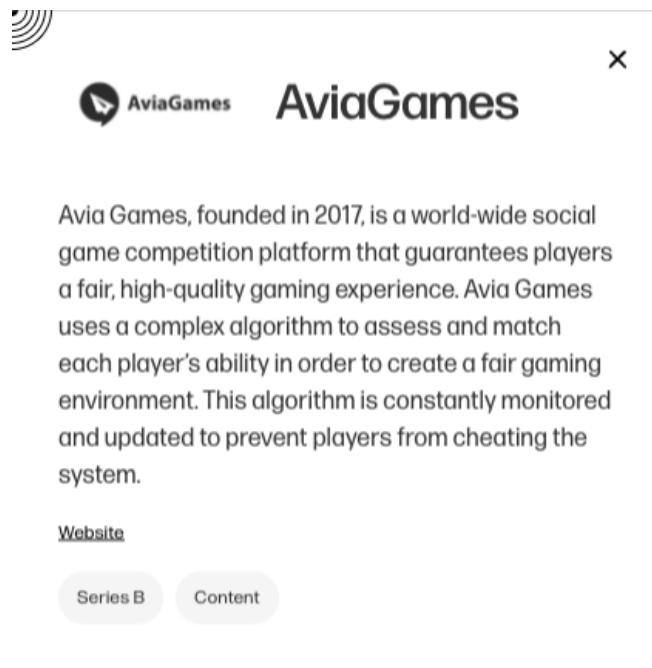 AviaGames
AviaGames
Avia Games, founded in 2017, is a world-wide social
game competition platform that guarantees players
a fair, high-quality gaming experience. Avia Games
uses a complex algorithm to assess and match
each player's ability in order to create a fair gaming
environment. This algorithm is constantly monitored
and updated to prevent players from cheating the
system.
Website
Series B
Content